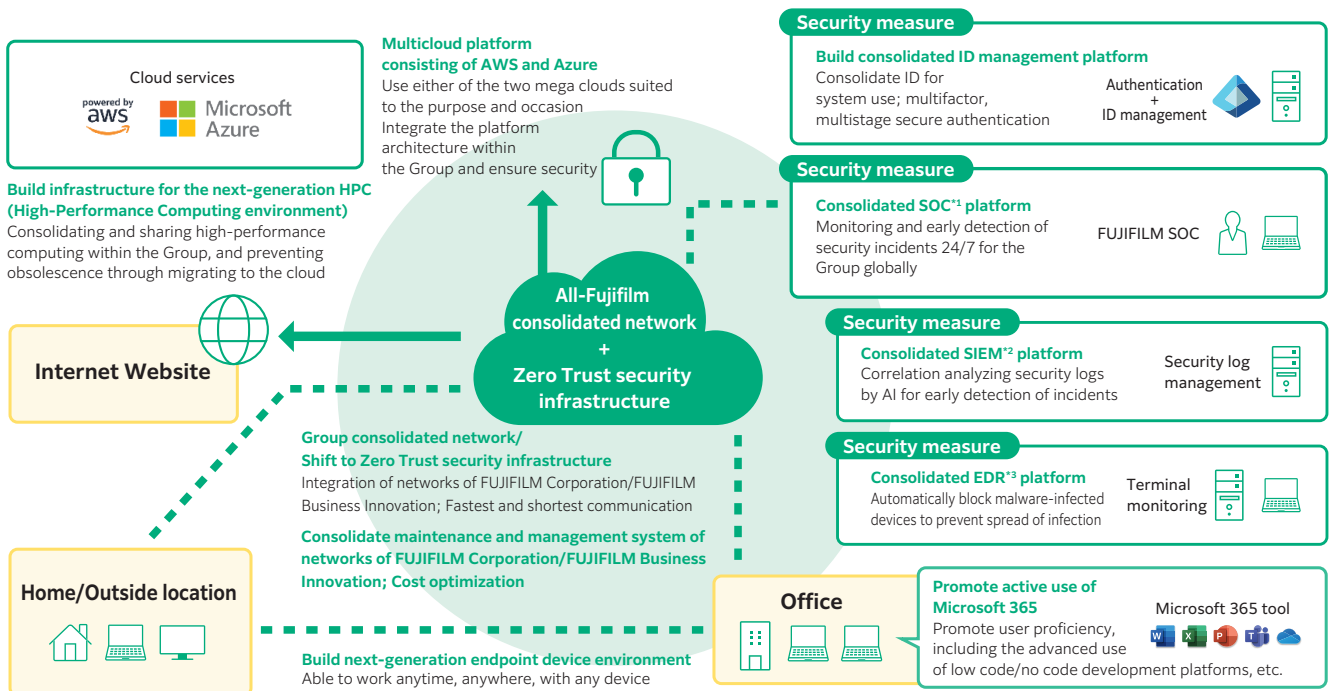 Cloud services
powered by
aws
Microsoft
Azure
Build infrastructure for the next-generation HPC
(High-Performance Computing environment)
Consolidating and sharing high-performance
computing within the Group, and preventing
obsolescence through migrating to the cloud
Multicloud platform
consisting of AWS and Azure
Use either of the two mega clouds suited
to the purpose and occasion
Integrate the platform
architecture within
the Group and ensure security
Security measure
Build consolidated ID management platform
Consolidate ID for
system use; multifactor,
multistage secure authentication
Authentication
+
ID management
Security measure
Consolidated SOC*1 platform
Monitoring and early detection of
security incidents 24/7 for the
Group globally
FUJIFILM SOC
Security measure
Consolidated SIEM*2 platform
Correlation analyzing security logs
by AI for early detection of incidents
Security log
management
Security measure
Consolidated EDR*3 platform
Automatically block malware-infected
devices to prevent spread of infection
Terminal
monitoring
All-Fujifilm
consolidated network
+
Zero Trust security
infrastructure
Internet Website
Group consolidated network/
Shift to Zero Trust security infrastructure
Integration of networks of FUJIFILM Corporation/FUJIFILM
Business Innovation; Fastest and shortest communication
Consolidate maintenance and management system of
networks of FUJIFILM Corporation/FUJIFILM Business
Innovation; Cost optimization
Home/Outside location
Build next-generation endpoint device environment
Able to work anytime, anywhere, with any device
Office
Promote active use of
Microsoft 365
Promote user proficiency,
including the advanced use
of low code/no code development platforms, etc.
Microsoft 365 tool
W
X
P
T